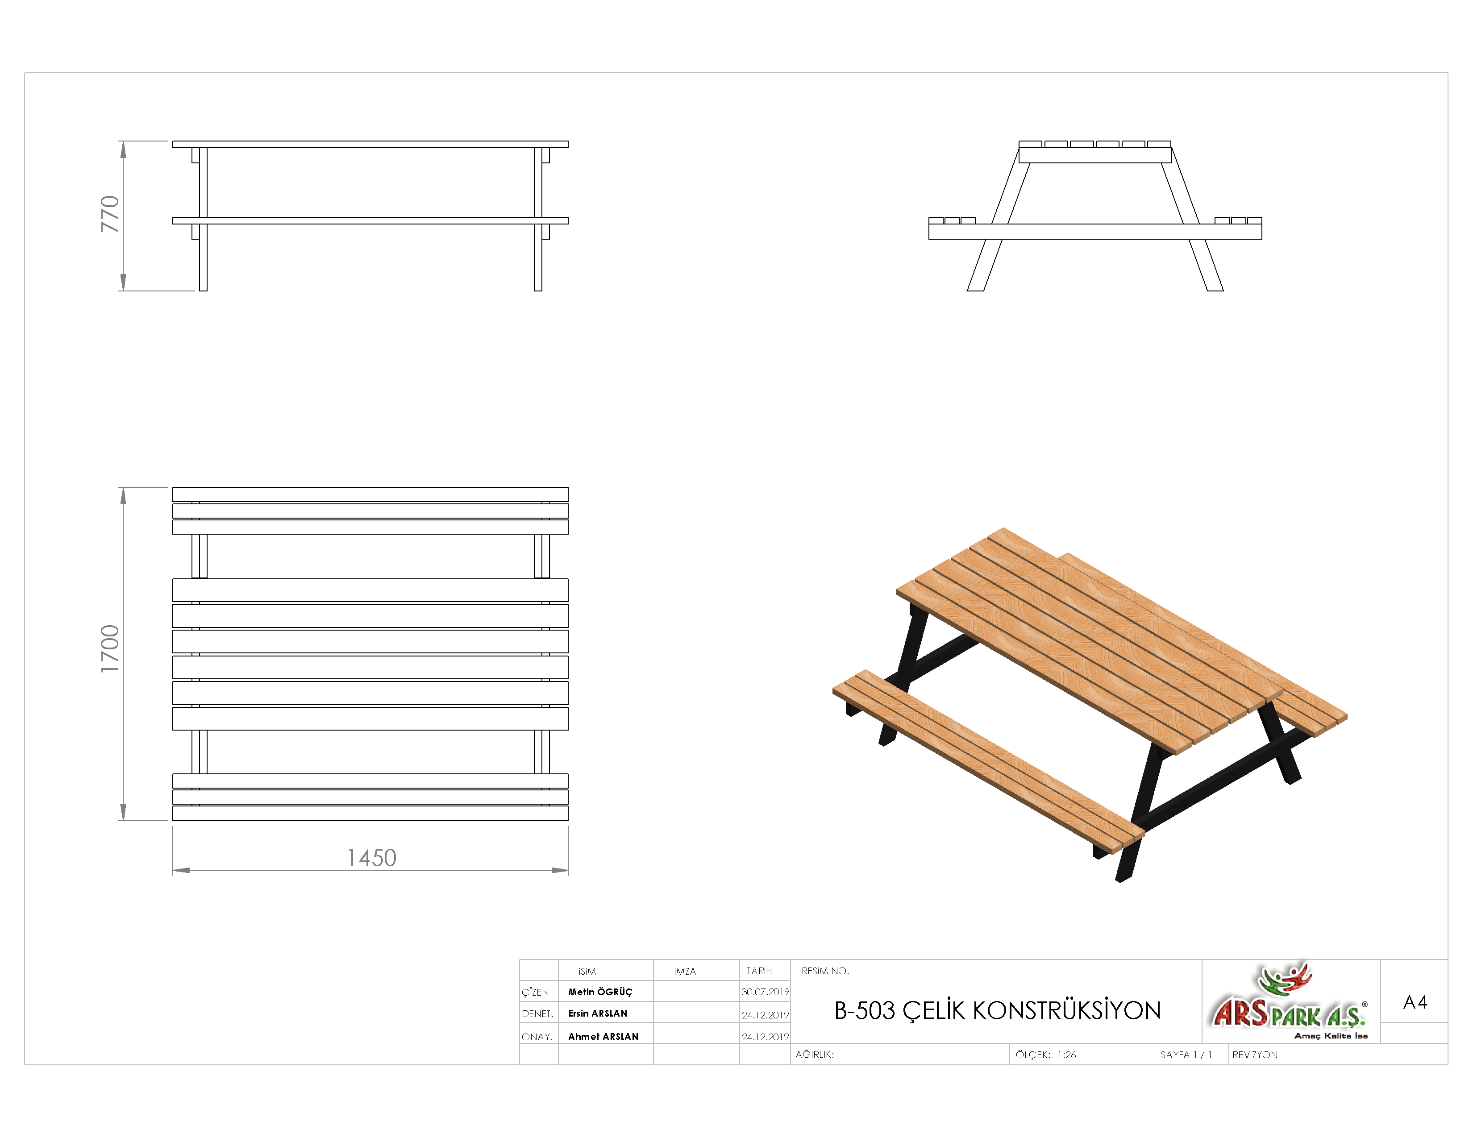 770
1700
1450
İSİM
İMZA
TARİH
RESİM NO.:
ÇİZEN.
Metin ÖGRÜÇ
30.07.2019
DENET.
Ersin ARSLAN
24.12.2019
ONAY.
Ahmet ARSLAN
24.12.2019
B-503 ÇELİK KONSTRÜKSİYON
ARSPARK A.Ş.®
Amaç Kalite İse
A4
AĞIRLIK:
ÖLÇEK: 1:26
SAYFA 1 / 1
REVİZYON